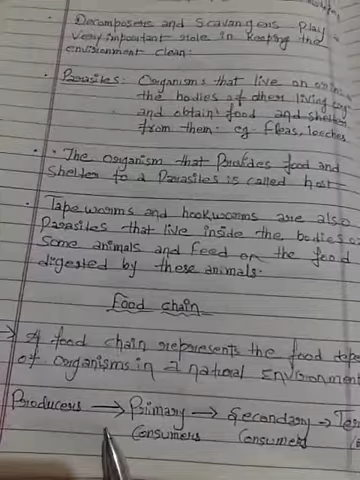 Decomposers and Scavangers play
very important role in keeping the
environment clean.
Parasites: Organisms that live on or in
the bodies of other living
and obtain food and shelter
from them. eg. Fleas, leeches
The organism that Provides food and
shelter to a Parasites is called host
Tapeworms and hookworms are also
Parasites that live inside the bodies of
some animals and feed on the food
digested by these animals.
Food chain
→ A food chain represents the food
of organisms in a natural Environment
Producers → Primary → Secondary →
Consumers Consumers